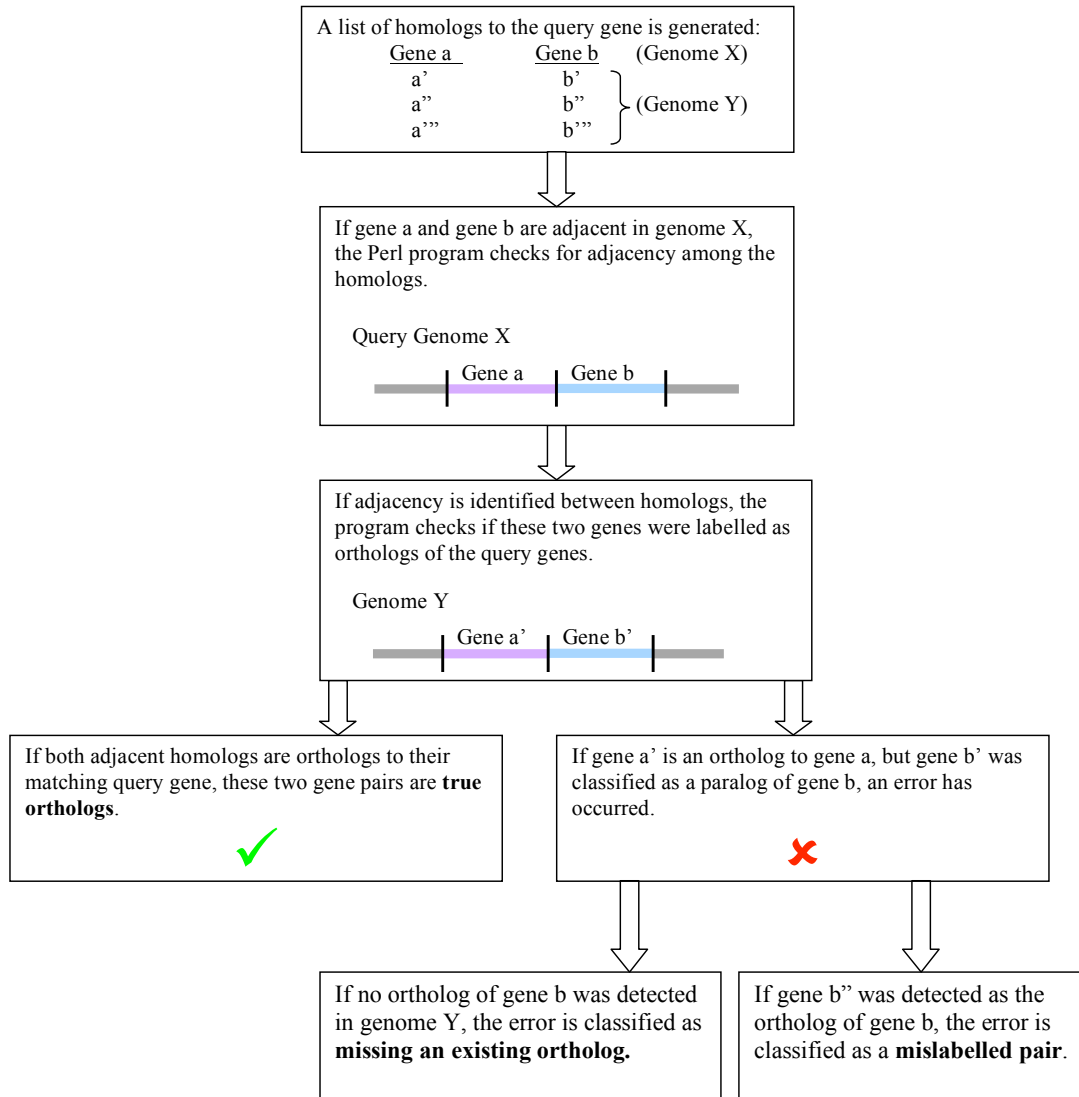 A list of homologs to the query gene is generated:
Gene a Gene b (Genome X)
a’ b’
a” b” (Genome Y)
a’” b’”
If gene a and gene b are adjacent in genome X,
the Perl program checks for adjacency among the
homologs.
Query Genome X
Gene a Gene b
If adjacency is identified between homologs, the
program checks if these two genes were labelled as
orthologs of the query genes.
Genome Y
Gene a’ Gene b’
If both adjacent homologs are orthologs to their
matching query gene, these two gene pairs are true
orthologs.
If gene a’ is an ortholog to gene a, but gene b’ was
classified as a paralog of gene b, an error has
occurred.
If no ortholog of gene b was detected
in genome Y, the error is classified as
missing an existing ortholog.
If gene b” was detected as the
ortholog of gene b, the error is
classified as a mislabelled pair.